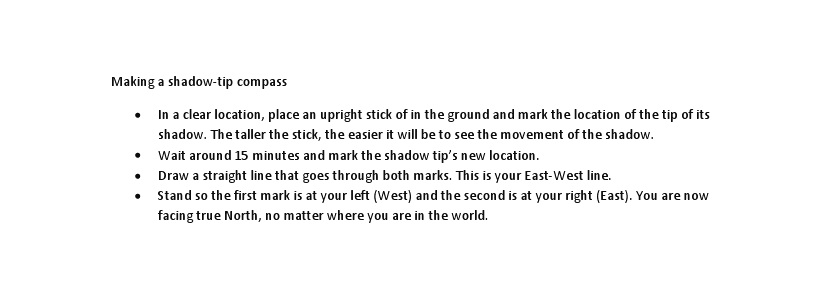 Making a shadow-tip compass
• In a clear location, place an upright stick of in the ground and mark the location of the tip of its
shadow. The taller the stick, the easier it will be to see the movement of the shadow.
• Wait around 15 minutes and mark the shadow tip’s new location.
• Draw a straight line that goes through both marks. This is your East-West line.
• Stand so the first mark is at your left (West) and the second is at your right (East). You are now
facing true North, no matter where you are in the world.